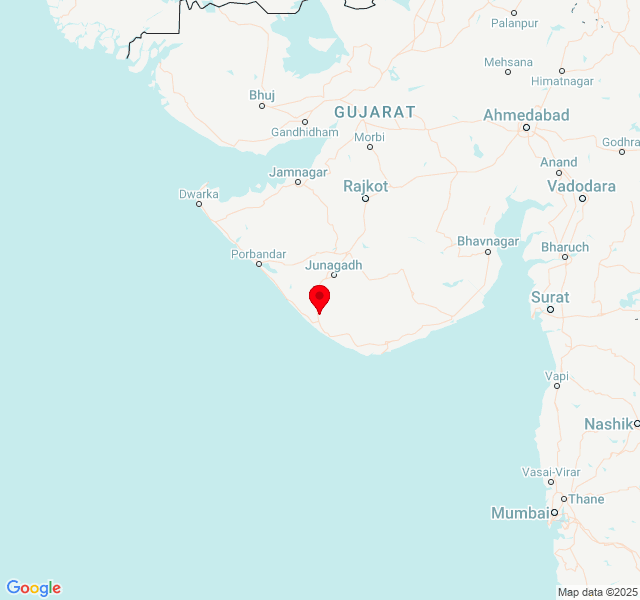 Palanpur
Mehsana
Himatnagar
Bhuj
GUJARAT
Ahmedabad
Gandhidham
Morbi
Godhra
Anand
Jamnagar
Rajkot
Vadodara
Dwarka
Bhavnagar
Bharuch
Porbandar
Junagadh
Surat
Vapi
Nashik
Vasai-Virar
Thane
Mumbai
Google
Map data ©2025